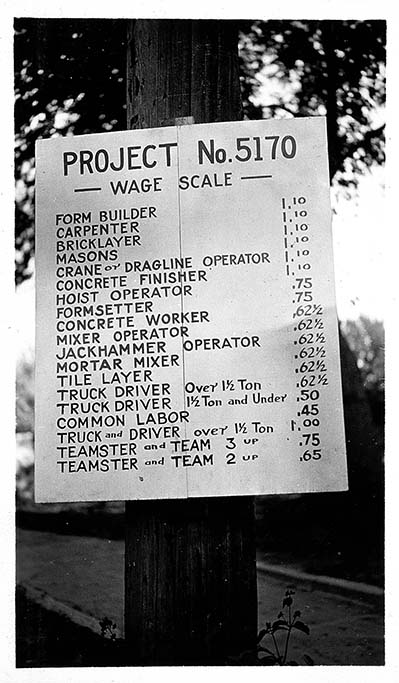 PROJECT No. 5170
— WAGE SCALE —
FORM BUILDER 1.10
CARPENTER 1.10
BRICKLAYER 1.10
MASONS 1.10
CRANE or DRAGLINE OPERATOR 1.10
CONCRETE FINISHER 1.10
HOIST OPERATOR .75
FORMSETTER .75
CONCRETE WORKER .62½
MIXER OPERATOR .62½
JACKHAMMER OPERATOR .62½
MORTAR MIXER .62½
TILE LAYER .62½
TRUCK DRIVER Over 1½ Ton .62½
TRUCK DRIVER 1½ Ton and Under .50
COMMON LABOR .45
TRUCK and DRIVER over 1½ Ton 1.00
TEAMSTER and TEAM 3 UP .75
TEAMSTER and TEAM 2 UP .65